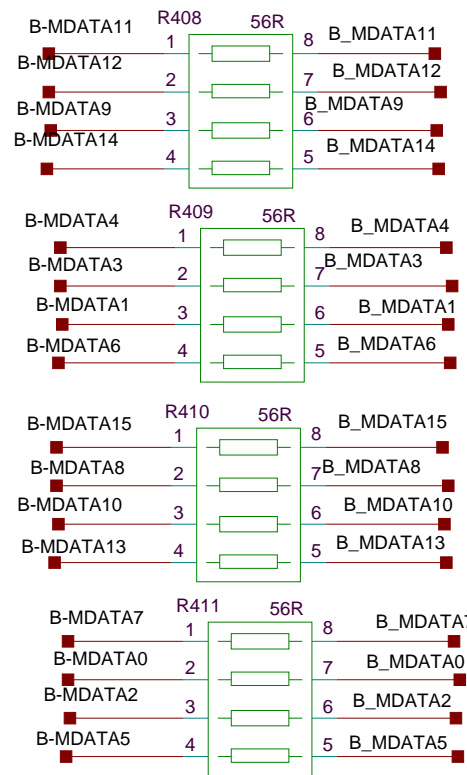 R408 56R
B-MDATA11 1 8 B_MDATA11
B-MDATA12 2 7 B_MDATA12
B-MDATA9 3 6 B_MDATA9
B-MDATA14 4 5 B_MDATA14
R409 56R
B-MDATA4 1 8 B_MDATA4
B-MDATA3 2 7 B_MDATA3
B-MDATA1 3 6 B_MDATA1
B-MDATA6 4 5 B_MDATA6
R410 56R
B-MDATA15 1 8 B_MDATA15
B-MDATA8 2 7 B_MDATA8
B-MDATA10 3 6 B_MDATA10
B-MDATA13 4 5 B_MDATA13
R411 56R
B-MDATA7 1 8 B_MDATA7
B-MDATA0 2 7 B_MDATA0
B-MDATA2 3 6 B_MDATA2
B-MDATA5 4 5 B_MDATA5